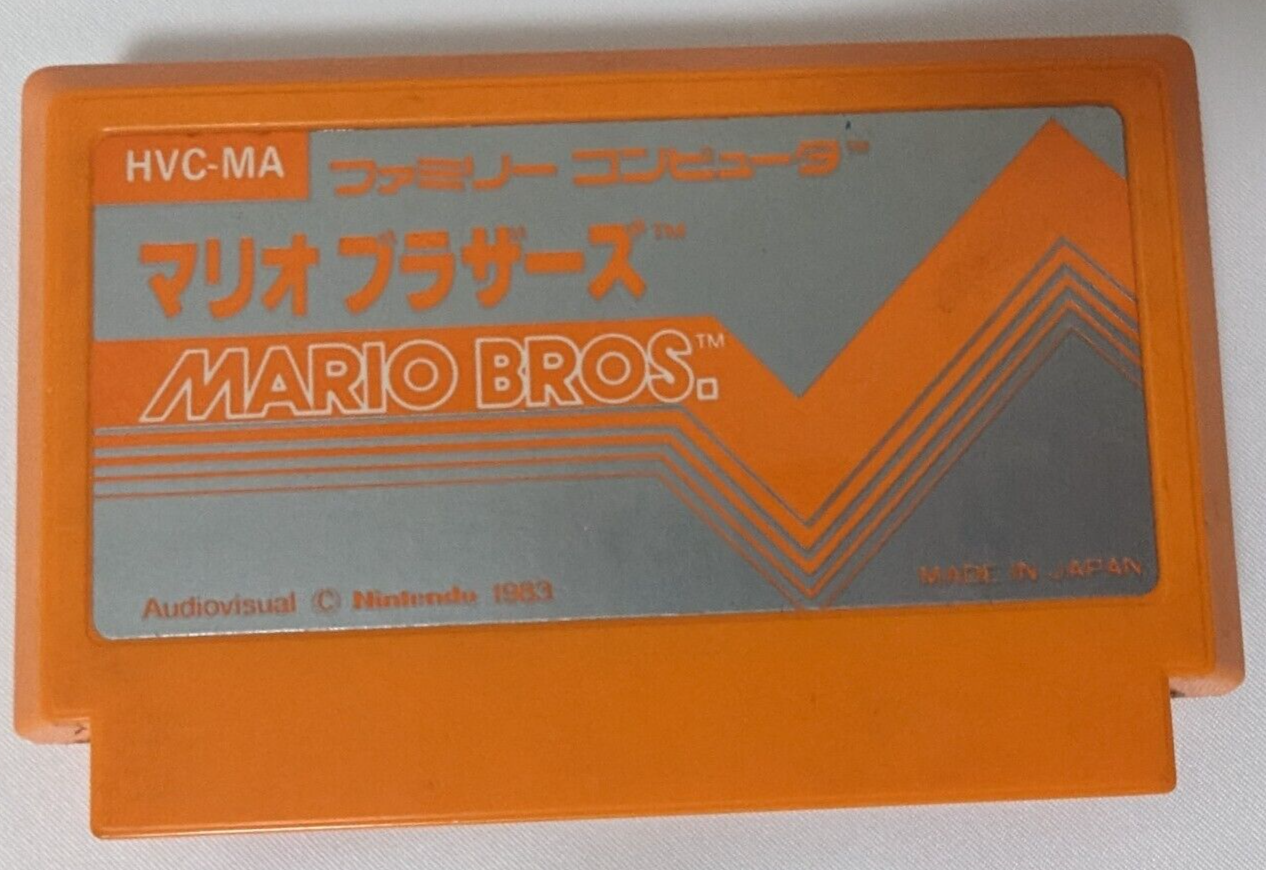 HVC-MA
ファミリー コンピュータ™
マリオブラザーズ™
MARIO BROS.™
Audiovisual © Nintendo 1983
MADE IN JAPAN